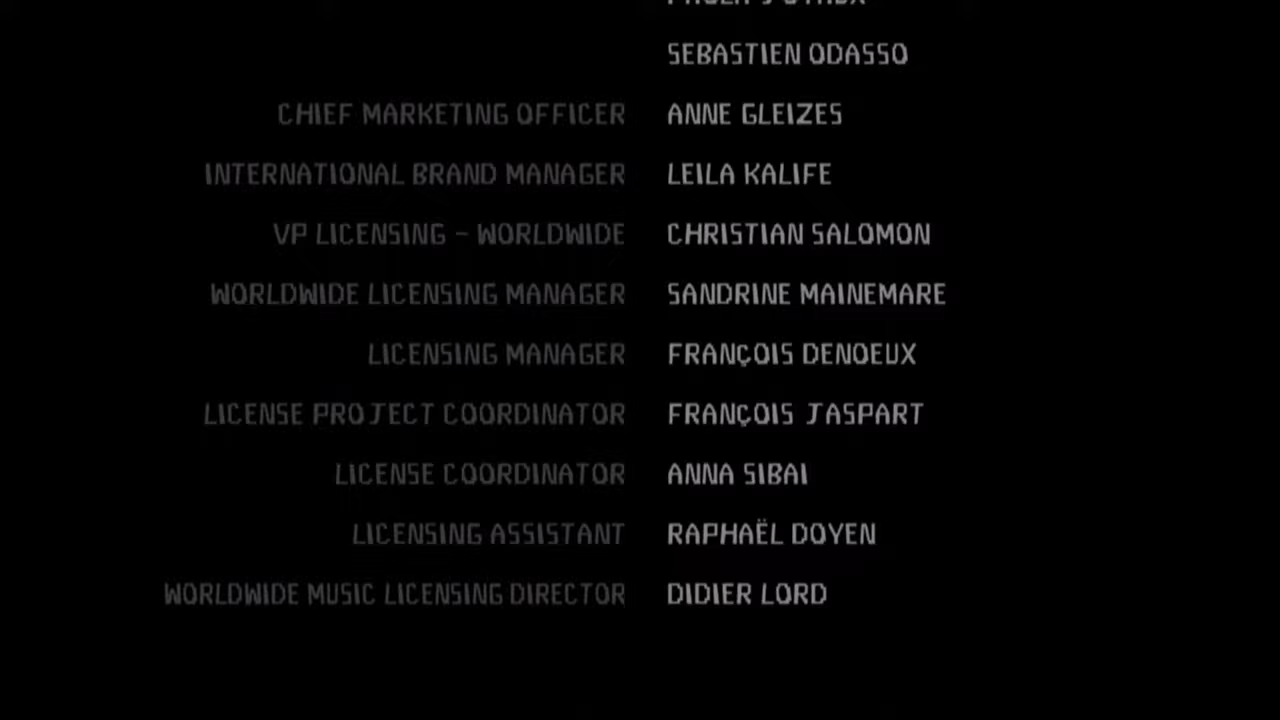 SEBASTIEN ODASSO
CHIEF MARKETING OFFICER ANNE GLEIZES
INTERNATIONAL BRAND MANAGER LEILA KALIFE
VP LICENSING - WORLDWIDE CHRISTIAN SALOMON
WORLDWIDE LICENSING MANAGER SANDRINE MAINEMARE
LICENSING MANAGER FRANÇOIS DENOEUX
LICENSE PROJECT COORDINATOR FRANÇOIS JASPART
LICENSE COORDINATOR ANNA SIBAI
LICENSING ASSISTANT RAPHAËL DOYEN
WORLDWIDE MUSIC LICENSING DIRECTOR DIDIER LORD